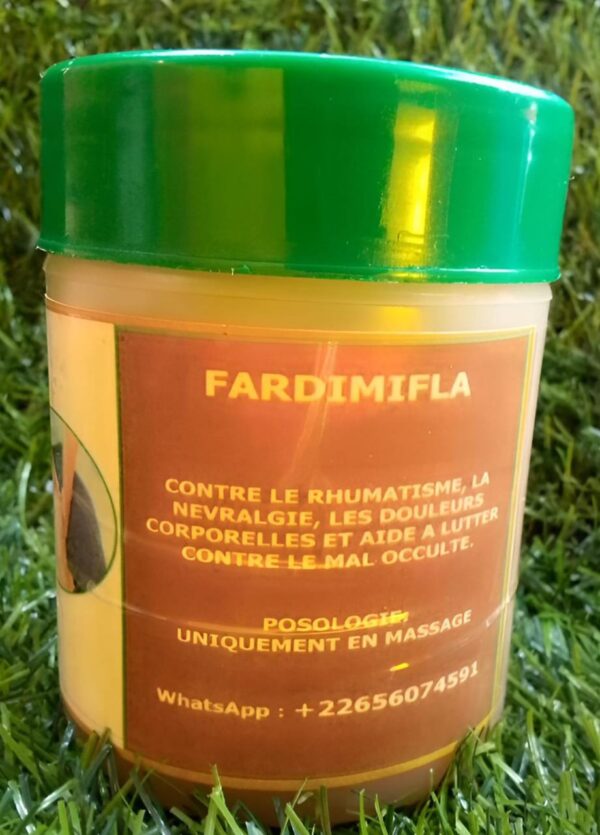 FARDIMIFLA
CONTRE LE RHUMATISME, LA
NEVRALGIE, LES DOULEURS
CORPORELLES ET AIDE A LUTTER
CONTRE LE MAL OCCULTE.
POSOLOGIE:
UNIQUEMENT EN MASSAGE
WhatsApp : +22656074591